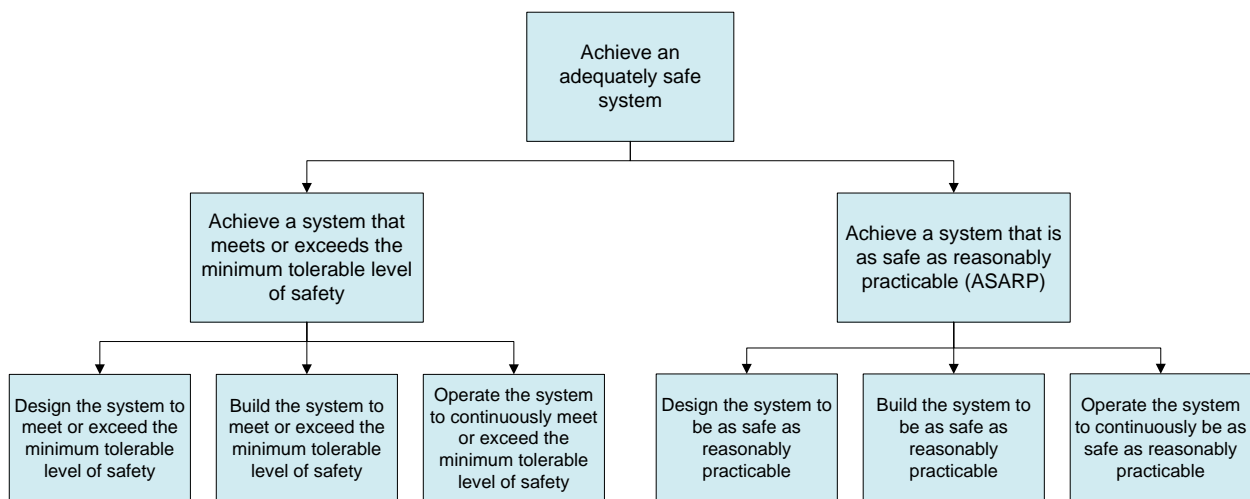 Achieve an
adequately safe
system
Achieve a system that
meets or exceeds the
minimum tolerable level
of safety
Achieve a system that is
as safe as reasonably
practicable (ASARP)
Design the system to
meet or exceed the
minimum tolerable
level of safety
Build the system to
meet or exceed the
minimum tolerable
level of safety
Operate the system
to continuously meet
or exceed the
minimum tolerable
level of safety
Design the system to
be as safe as
reasonably
practicable
Build the system to
be as safe as
reasonably
practicable
Operate the system
to continuously be as
safe as reasonably
practicable